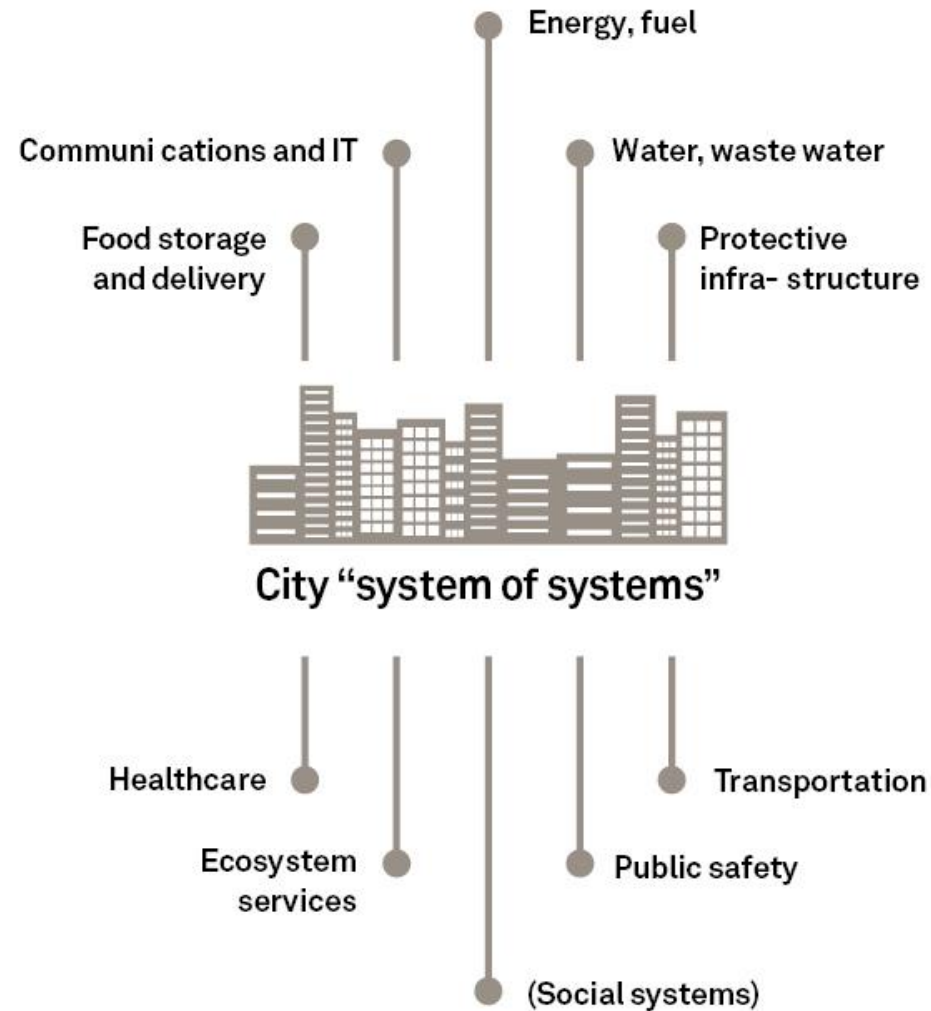 Energy, fuel
Communi cations and IT
Water, waste water
Food storage
and delivery
Protective
infra- structure
City “system of systems”
Healthcare
Transportation
Ecosystem
services
Public safety
(Social systems)